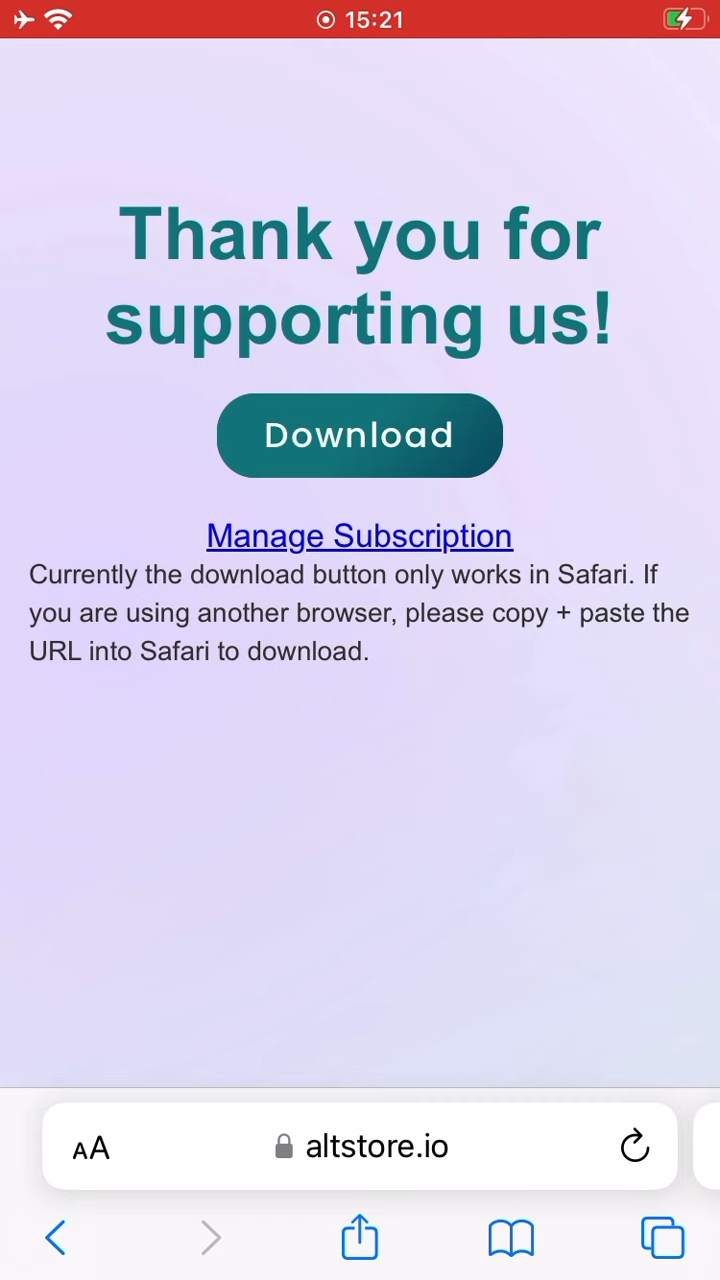 15:21
Thank you for
supporting us!
Download
Manage Subscription
Currently the download button only works in Safari. If
you are using another browser, please copy + paste the
URL into Safari to download.
AA
altstore.io